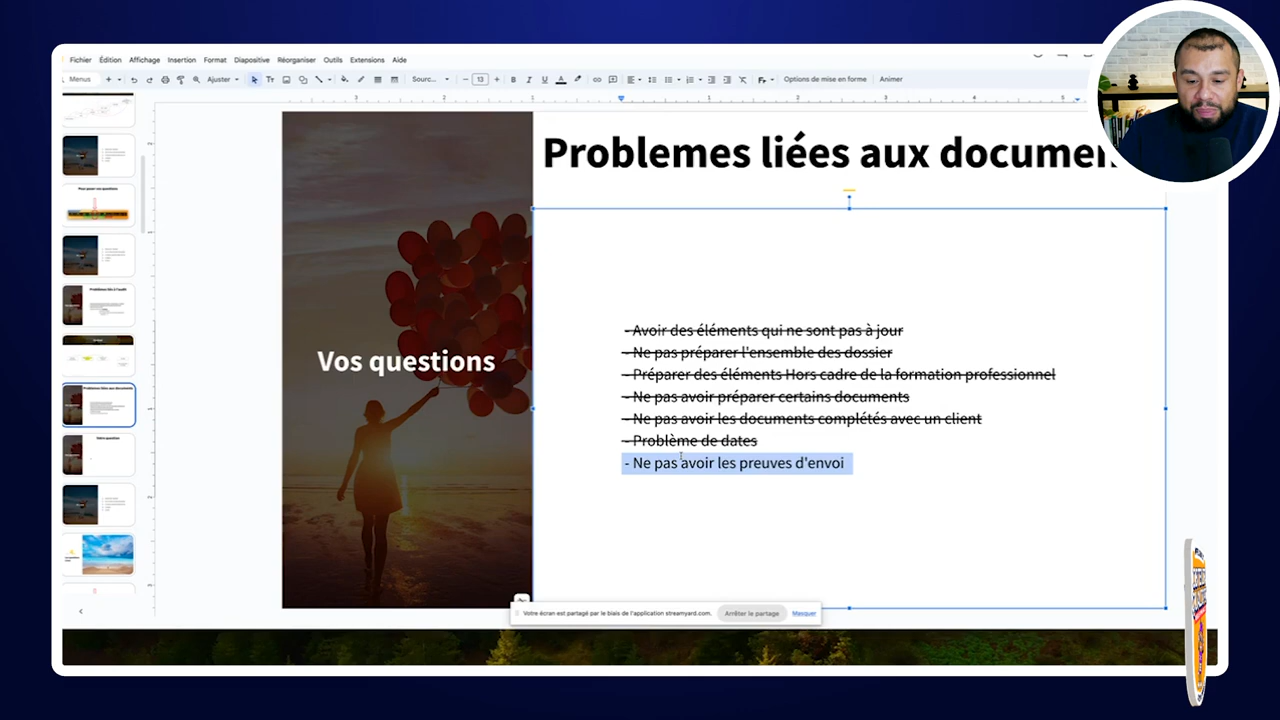 Fichier Édition Affichage Insertion Format Diapositive Réorganiser Outils Extensions Aide
Menus Ajuster Sourc... 13 B I U A Options de mise en forme Animer
Problemes liées aux documen
Vos questions
- Avoir des éléments qui ne sont pas à jour
- Ne pas préparer l'ensemble des dossier
- Préparer des éléments Hors cadre de la formation professionnel
- Ne pas avoir préparer certains documents
- Ne pas avoir les documents complétés avec un client
- Problème de dates
- Ne pas avoir les preuves d'envoi
Votre écran est partagé par le biais de l'application streamyard.com. Arrêter le partage Masquer